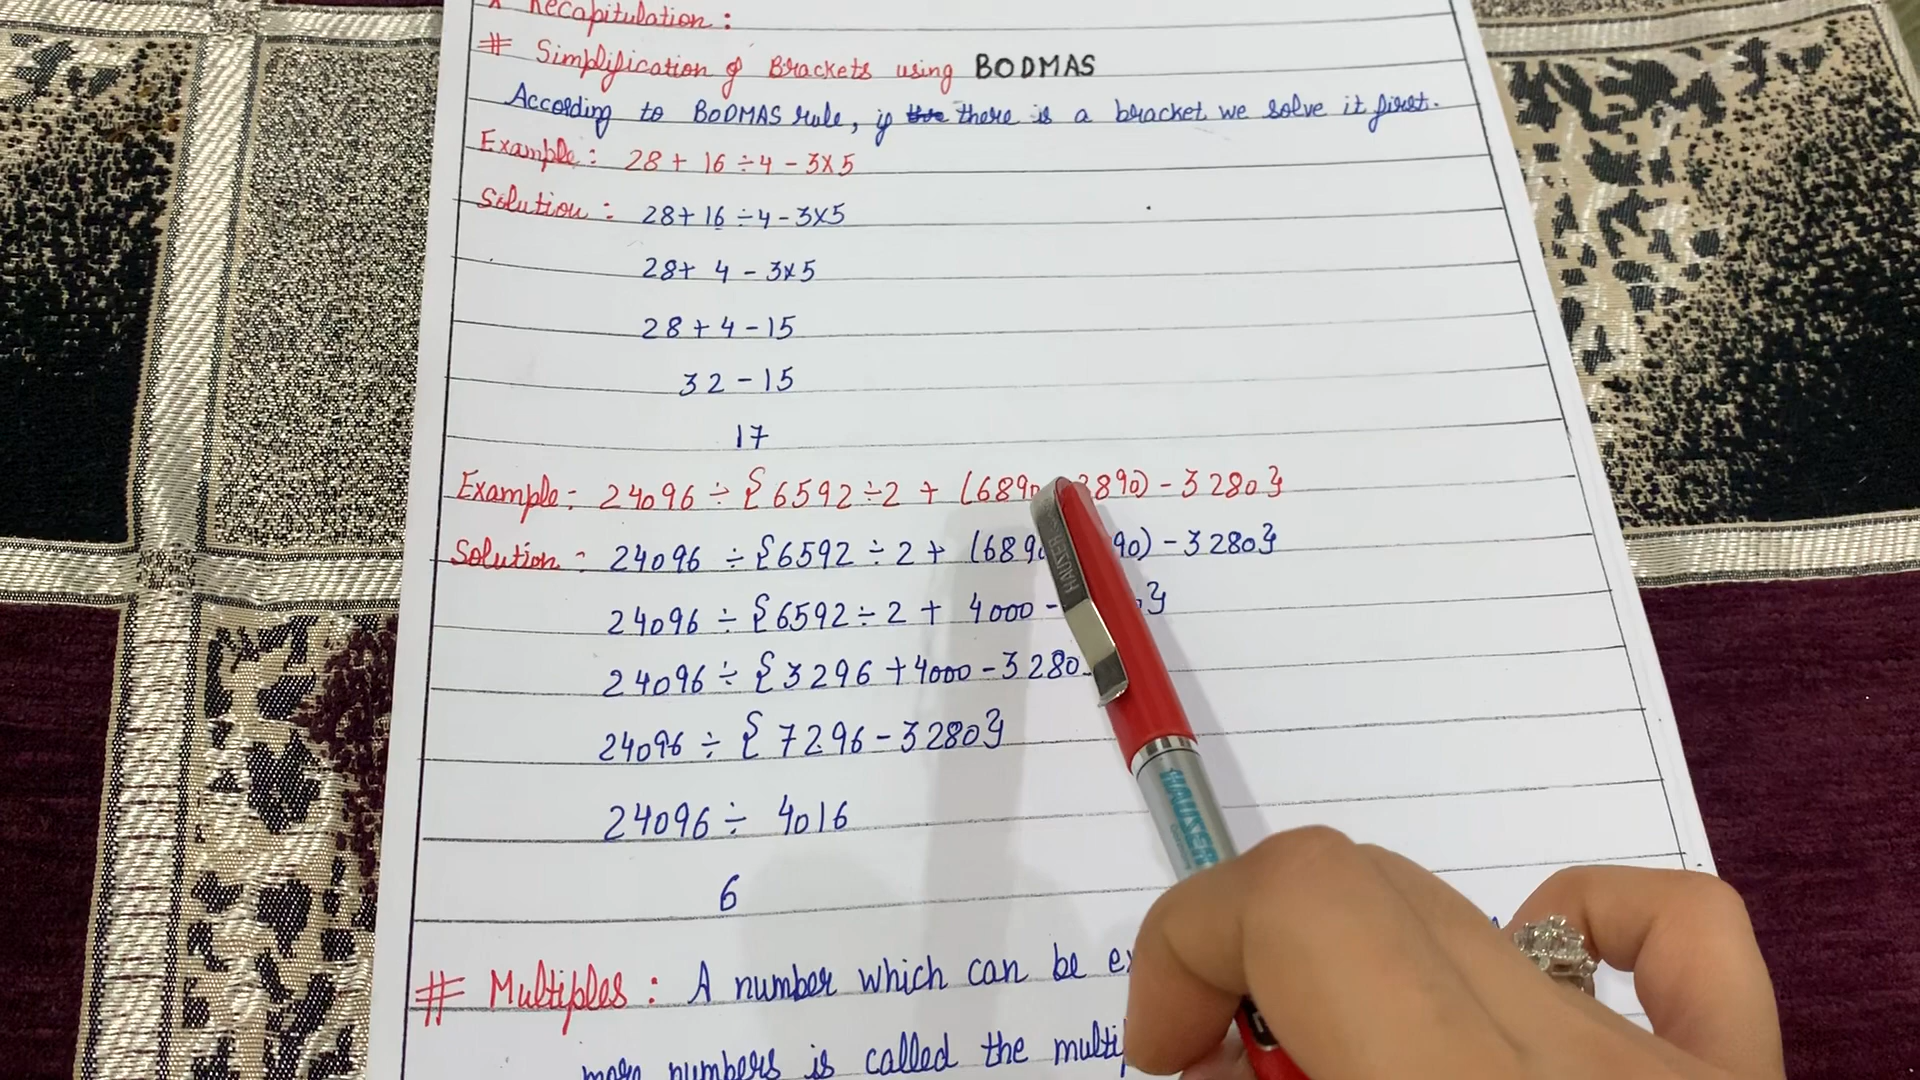 * Recapitulation :
# Simplification of Brackets using BODMAS
According to BODMAS rule, if there is a bracket we solve it first.
Example : 28 + 16 ÷ 4 - 3x5
Solution : 28 + 16 ÷ 4 - 3x5
28 + 4 - 3x5
28 + 4 - 15
32 - 15
17
Example : 24096 ÷ { 6592 ÷ 2 + (689 890) - 3280}
Solution : 24096 ÷ {6592 ÷ 2 + (689 90) - 3280}
24096 ÷ {6592 ÷ 2 + 4000 - }
24096 ÷ { 3296 + 4000 - 3280
24096 ÷ { 7296 - 3280}
24096 ÷ 4016
6
# Multiples : A number which can be
more numbers is called the
HAUSER
HAUSER